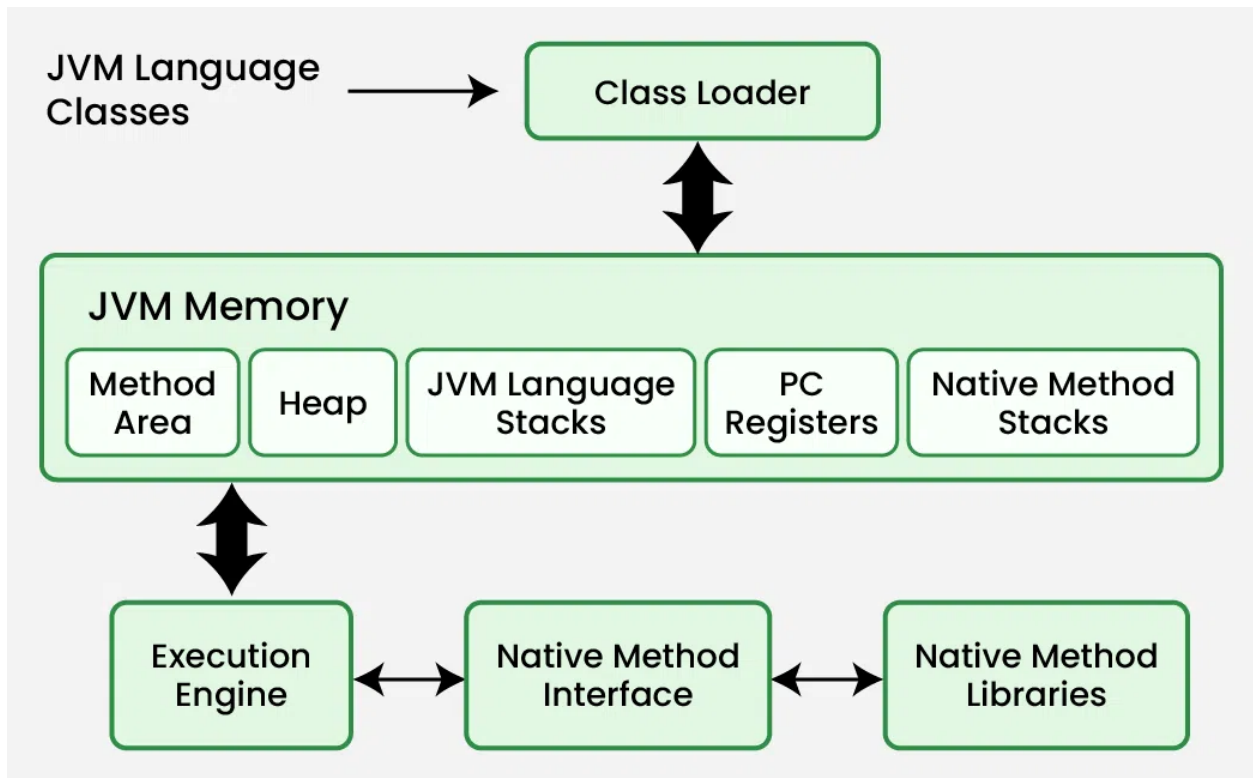 JVM Language
Classes
Class Loader
JVM Memory
Method
Area
Heap
JVM Language
Stacks
PC
Registers
Native Method
Stacks
Execution
Engine
Native Method
Interface
Native Method
Libraries